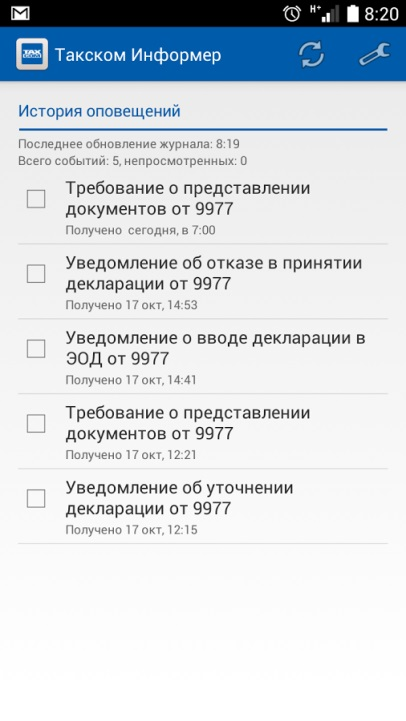 H+ 8:20
ТАК
Такском Информер
История оповещений
Последнее обновление журнала: 8:19
Всего событий: 5, непросмотренных: 0
Требование о представлении
документов от 9977
Получено сегодня, в 7:00
Уведомление об отказе в принятии
декларации от 9977
Получено 17 окт, 14:53
Уведомление о вводе декларации в
ЭОД от 9977
Получено 17 окт, 14:41
Требование о представлении
документов от 9977
Получено 17 окт, 12:21
Уведомление об уточнении
декларации от 9977
Получено 17 окт, 12:15